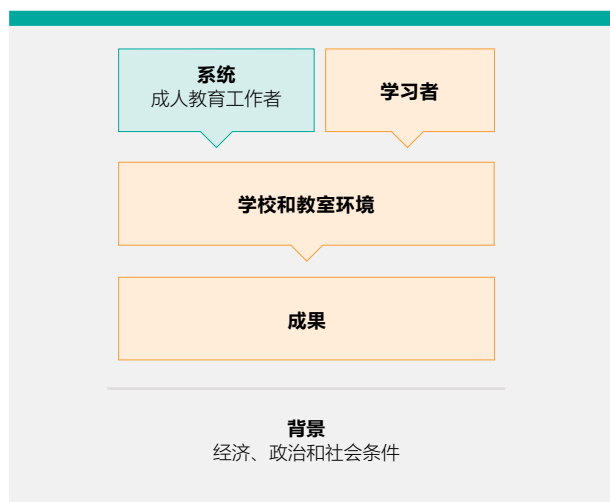 系统
成人教育工作者
学习者
学校和教室环境
成果
背景
经济、政治和社会条件